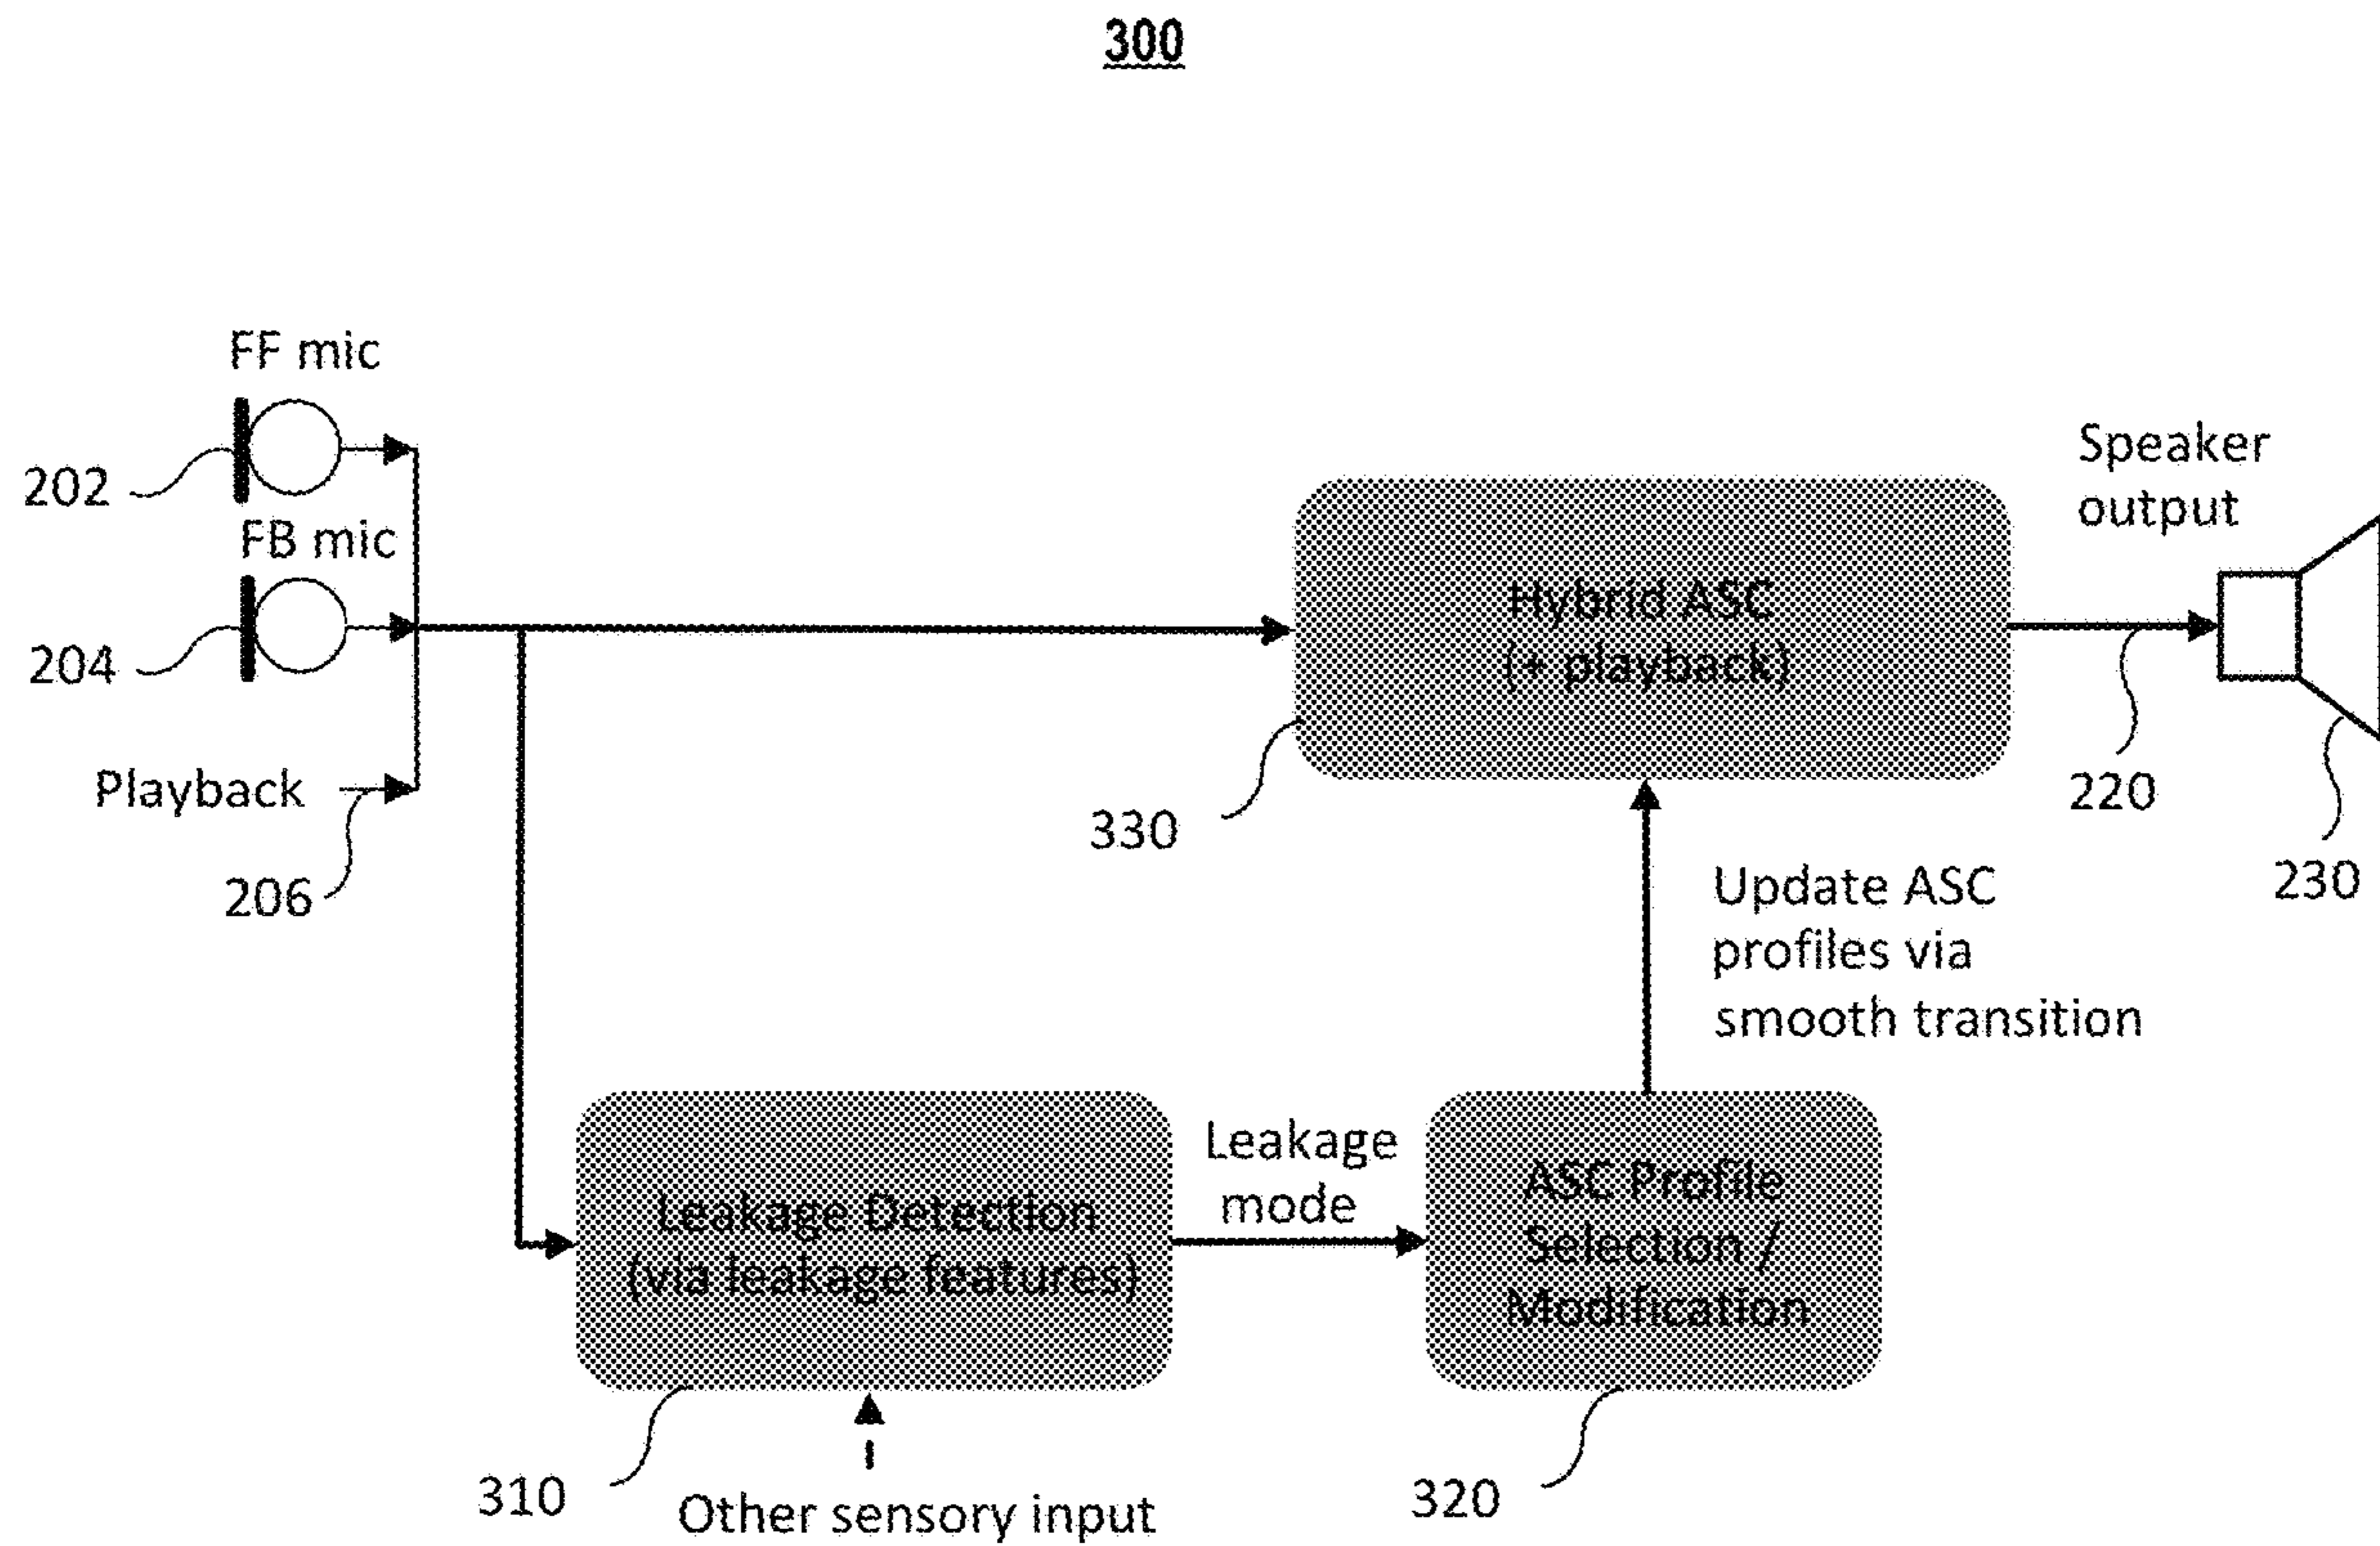 300
FF mic
202
FB mic
204
Playback
206
Hybrid ASC
(+ playback)
330
Speaker
output
220
230
Update ASC
profiles via
smooth transition
Leakage Detection
(via leakage features)
310
Other sensory input
Leakage
mode
ASC Profile
Selection /
Modification
320